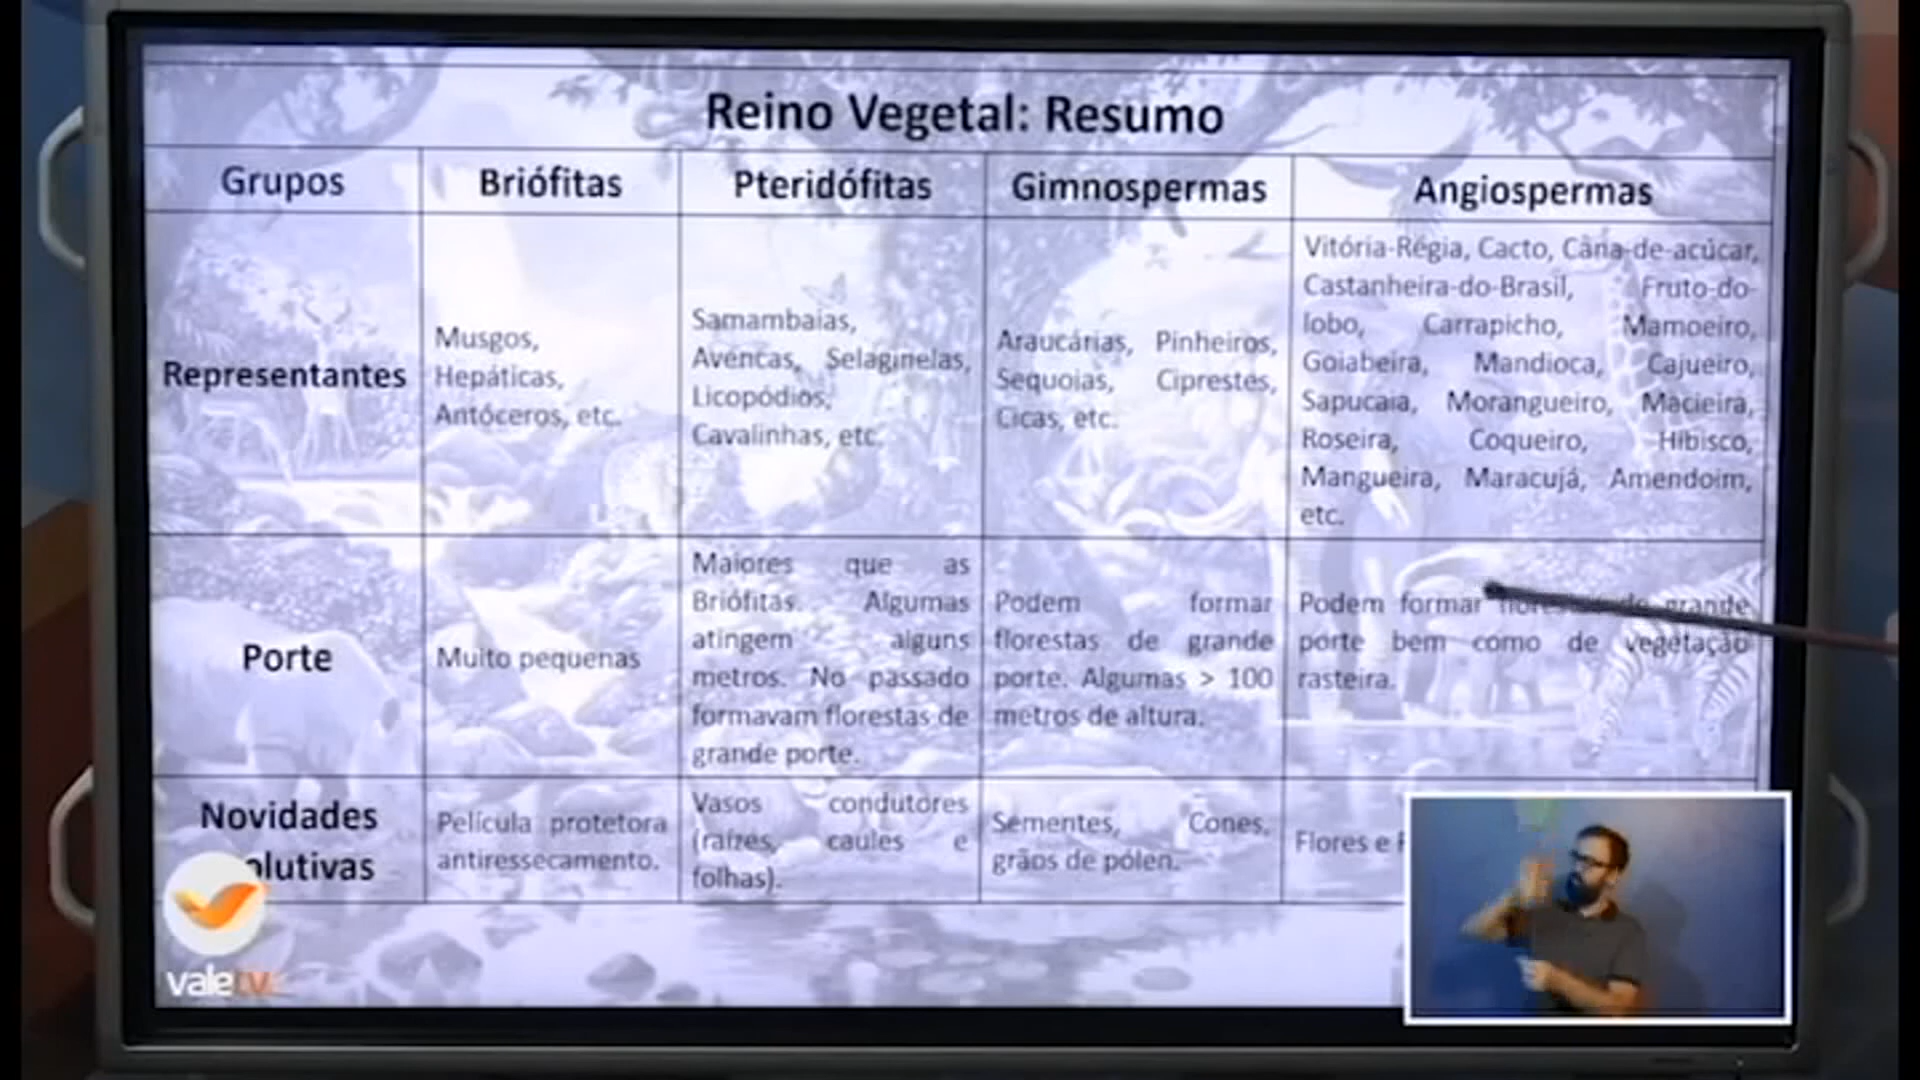 Reino Vegetal: Resumo
Grupos
Briófitas
Pteridófitas
Gimnospermas
Angiospermas
Representantes
Musgos,
Hepáticas,
Antóceros, etc.
Samambaias,
Avencas, Selaginelas,
Licopódios,
Cavalinhas, etc.
Araucárias, Pinheiros,
Sequoias, Ciprestes,
Cicas, etc.
Vitória-Régia, Cacto, Cana-de-acúcar,
Castanheira-do-Brasil, Fruto-do-
lobo, Carrapicho, Mamoeiro,
Goiabeira, Mandioca, Cajueiro,
Sapucaia, Morangueiro, Macieira,
Roseira, Coqueiro, Hibisco,
Mangueira, Maracujá, Amendoim,
etc.
Porte
Muito pequenas
Maiores que as
Briófitas. Algumas
atingem alguns
metros. No passado
formavam florestas de
grande porte.
Podem formar
florestas de grande
porte. Algumas > 100
metros de altura.
Podem formar grande
porte bem como de vegetação
rasteira.
Novidades
olutivas
Película protetora
antiressecamento.
Vasos condutores
(raízes, caules e
folhas).
Sementes, Cones,
grãos de pólen.
Flores e
valetv